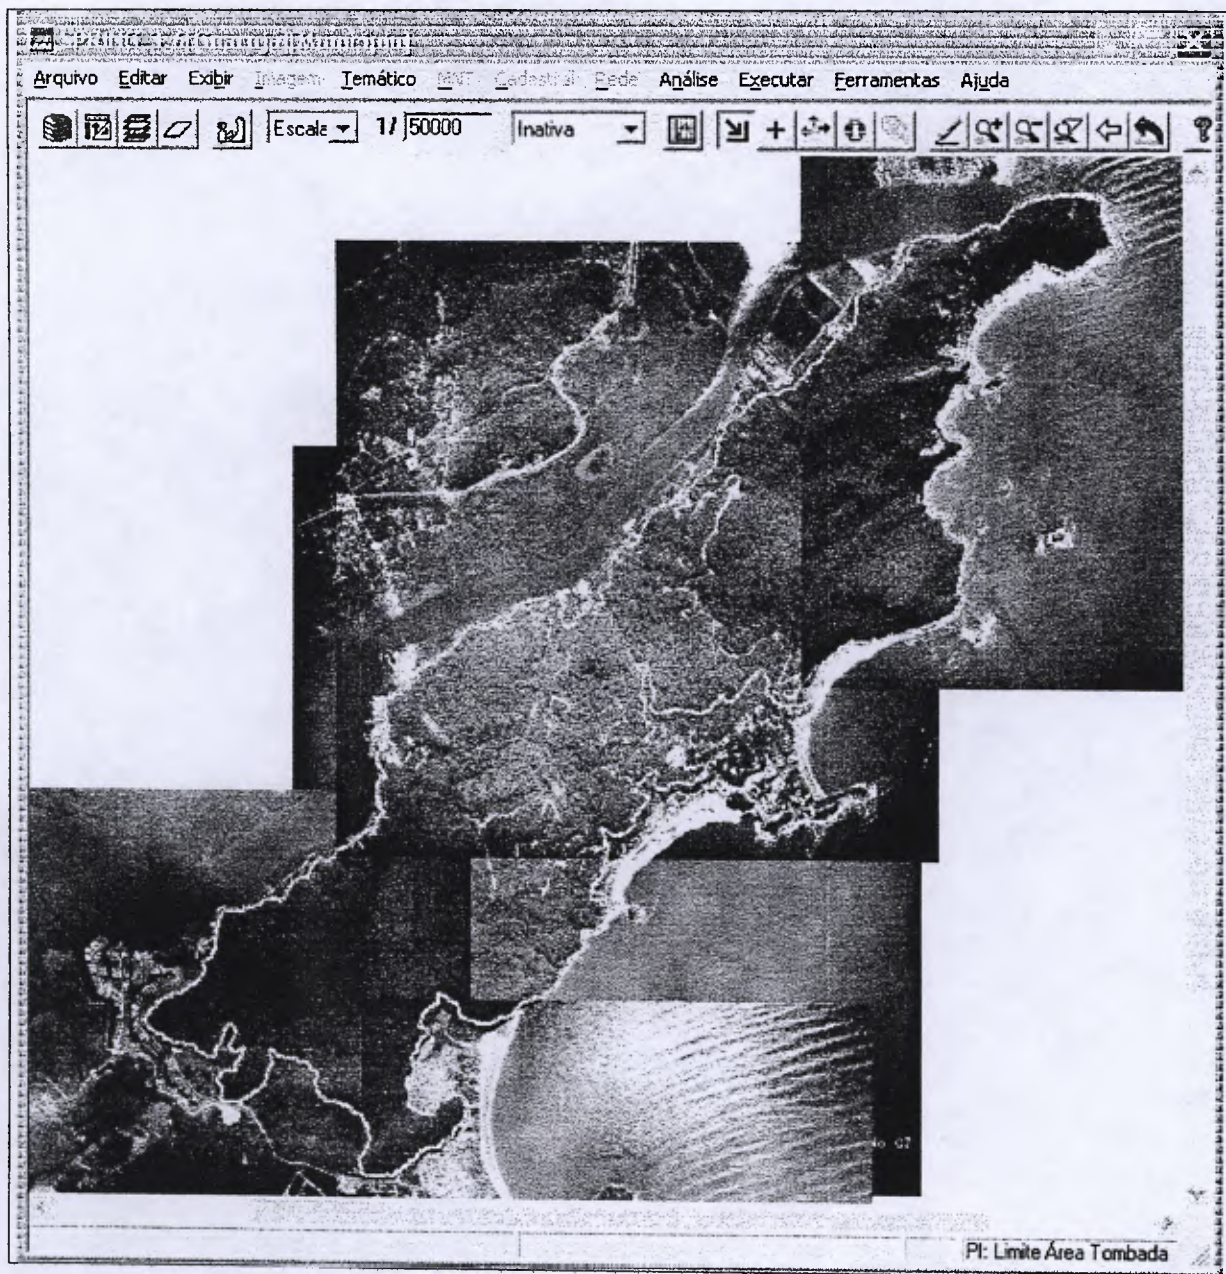 Arquivo Editar Exibir Imagem Temático MNT Cadastral Rede Análise Executar Ferramentas Ajuda
Escala 1/ 50000 Inativa
PI: Limite Área Tombada